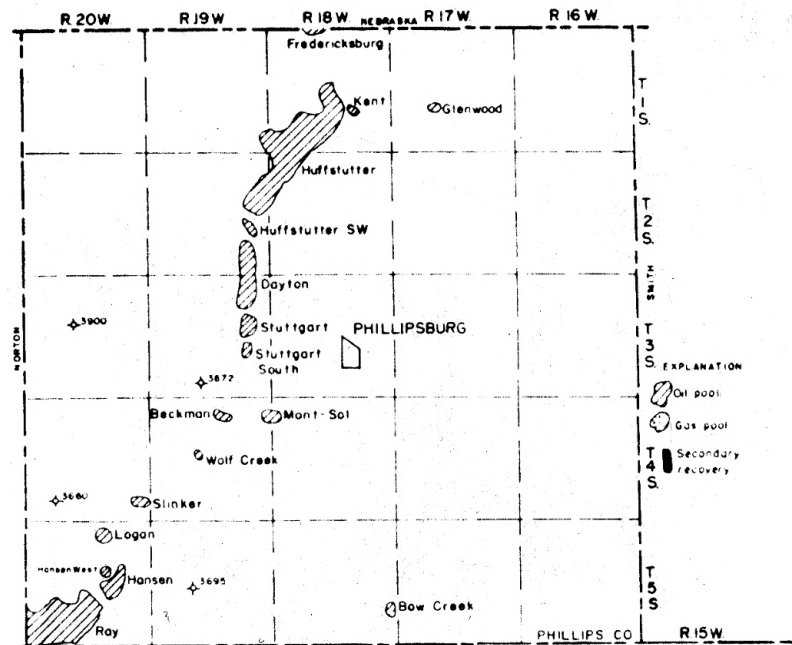 R. 20W.
R. 19 W.
R. 18 W.
NEBRASKA
R. 17 W.
R. 16 W.
Fredericksburg
Kent
Glenwood
T
1
S.
Huffstutter
Huffstutter SW
T
2
S.
Dayton
SMITH
3900
Stuttgart
PHILLIPSBURG
NORTON
Stuttgart
South
T
3
S.
EXPLANATION
3672
Oil pool
Beckman
Mont-Sol
Gas pool
Wolf Creek
T
4
S.
Secondary
recovery
3660
Slinker
Logan
Hansen West
Hansen
3695
T
5
S
Bow Creek
Ray
PHILLIPS CO
R.15W.